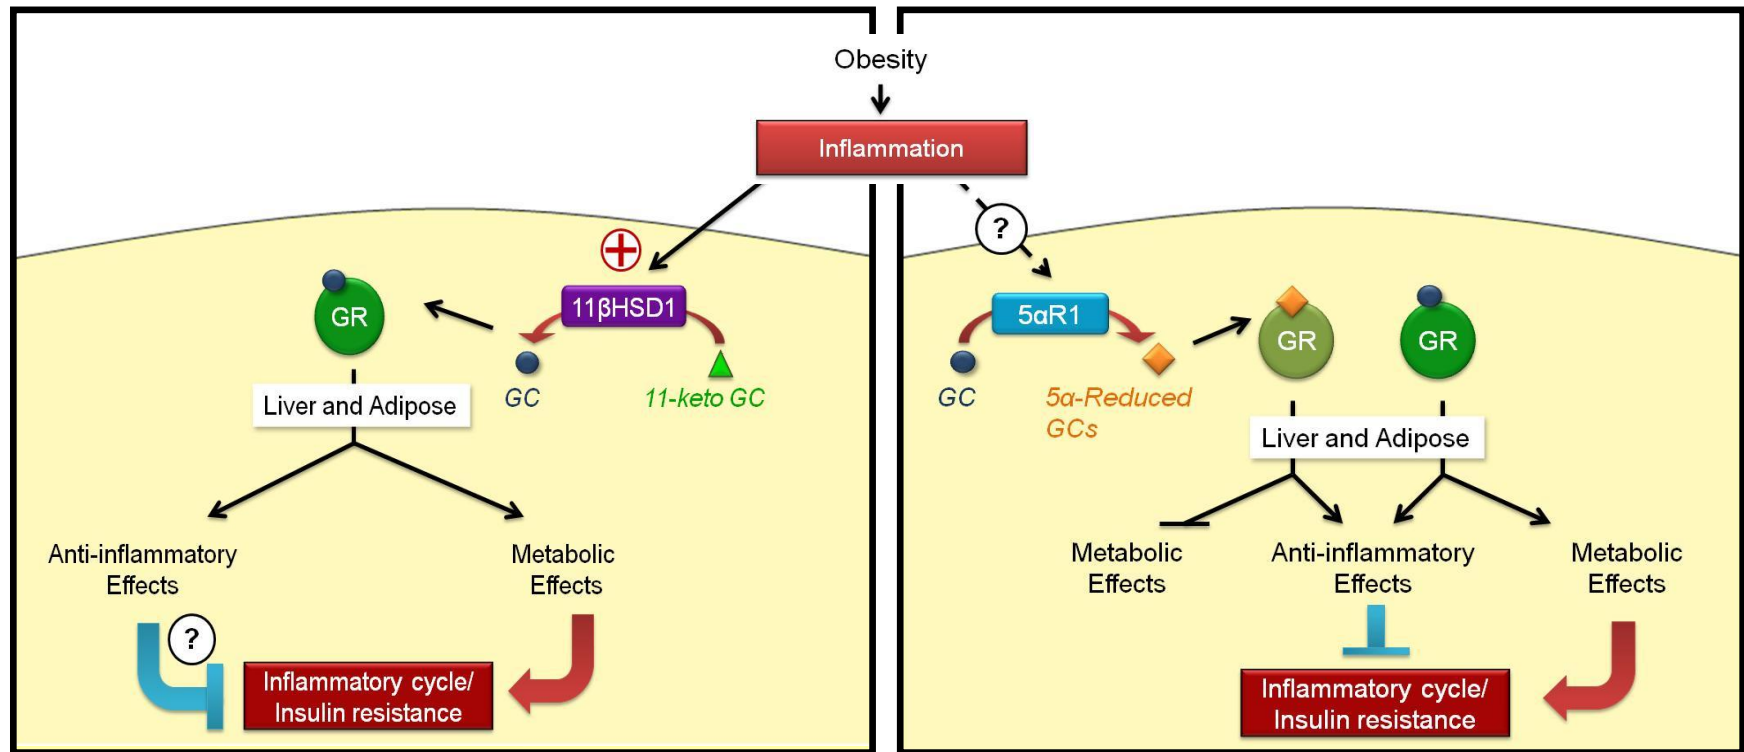 Obesity
Inflammation
?
11βHSD1
GR
GC
11-keto GC
Liver and Adipose
Anti-inflammatory
Effects
Metabolic
Effects
?
Inflammatory cycle/
Insulin resistance
?
5αR1
GR
GR
GC
5α-Reduced
GCs
Liver and Adipose
Metabolic
Effects
Anti-inflammatory
Effects
Metabolic
Effects
Inflammatory cycle/
Insulin resistance